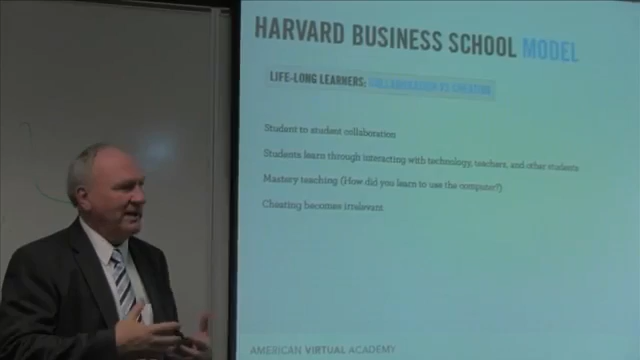 HARVARD BUSINESS SCHOOL MODEL
LIFE-LONG LEARNERS: COLLABORATION VS CHEATING
Student to student collaboration
Students learn through interacting with technology, teachers, and other students
Mastery teaching (How did you learn to use the computer?)
Cheating becomes irrelevant
AMERICAN VIRTUAL ACADEMY